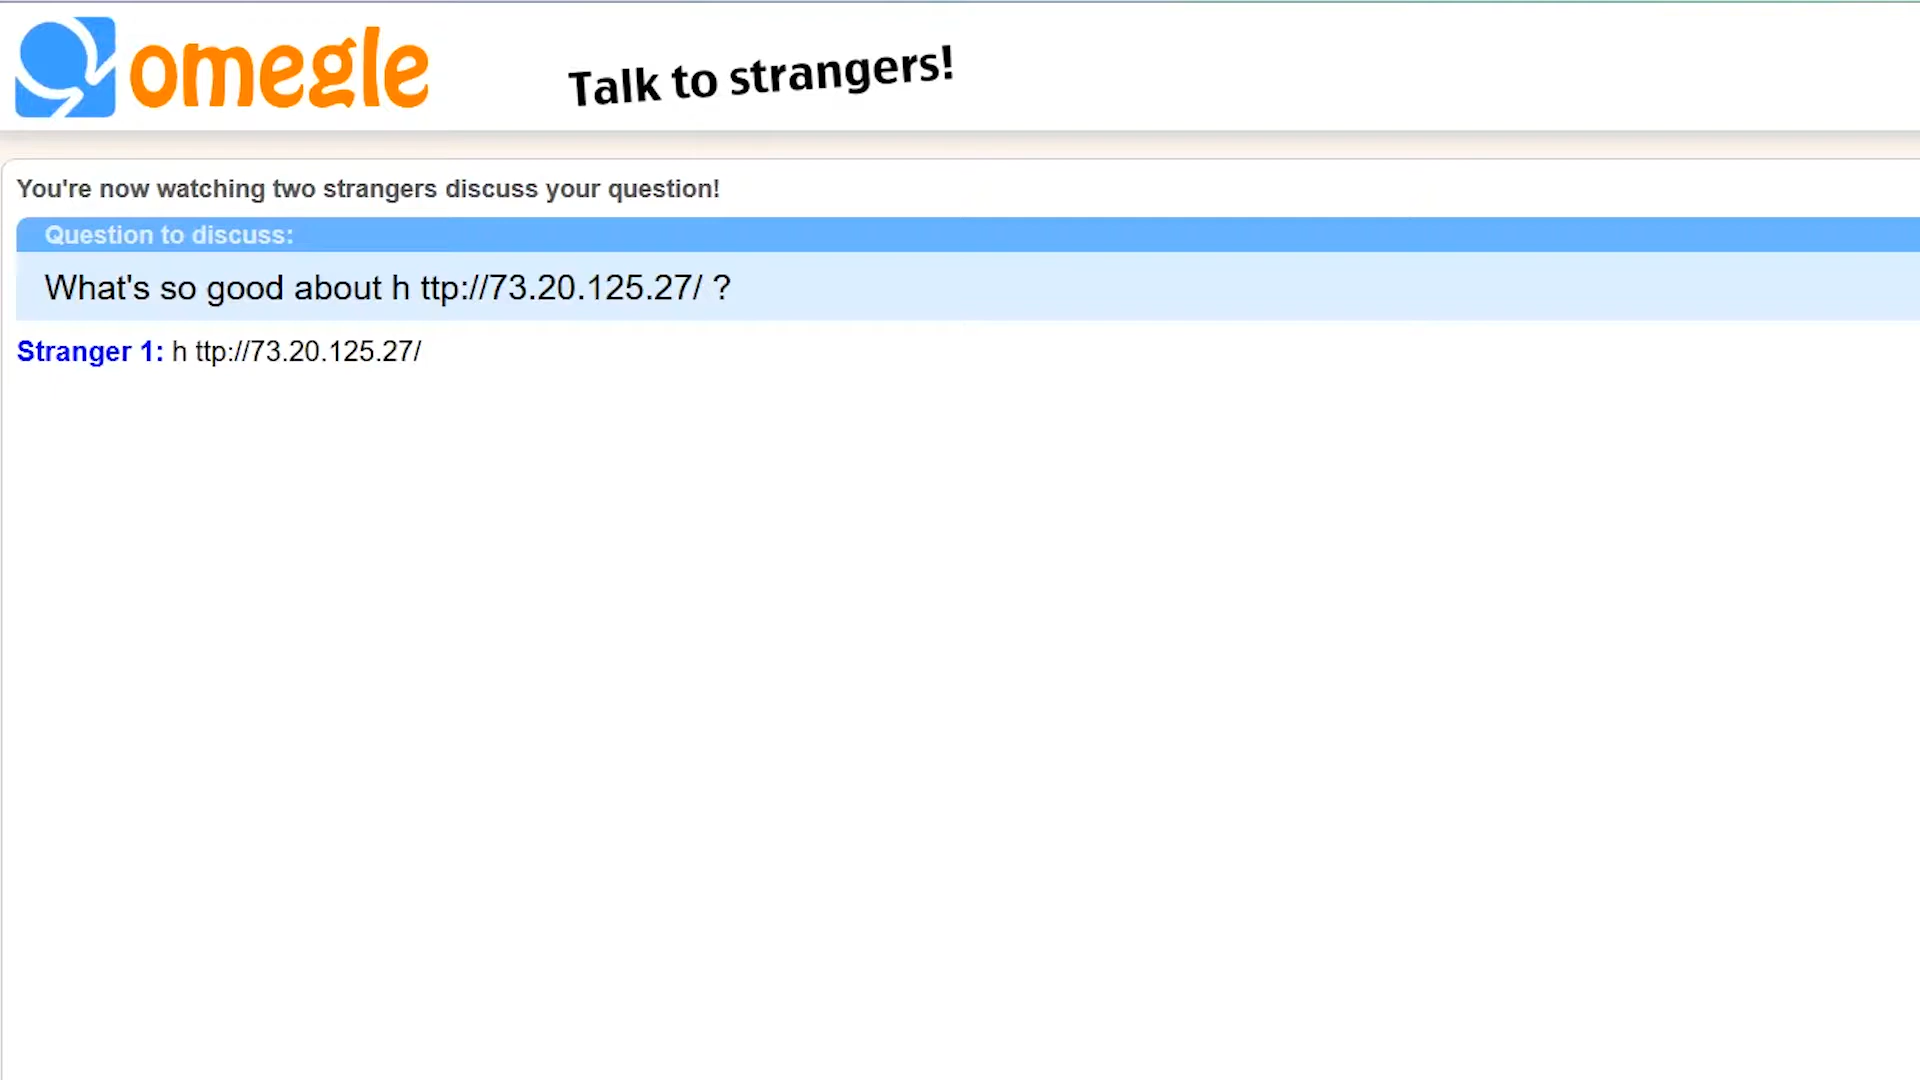 omegle
Talk to strangers!
You're now watching two strangers discuss your question!
Question to discuss:
What's so good about h ttp://73.20.125.27/ ?
Stranger 1: h ttp://73.20.125.27/